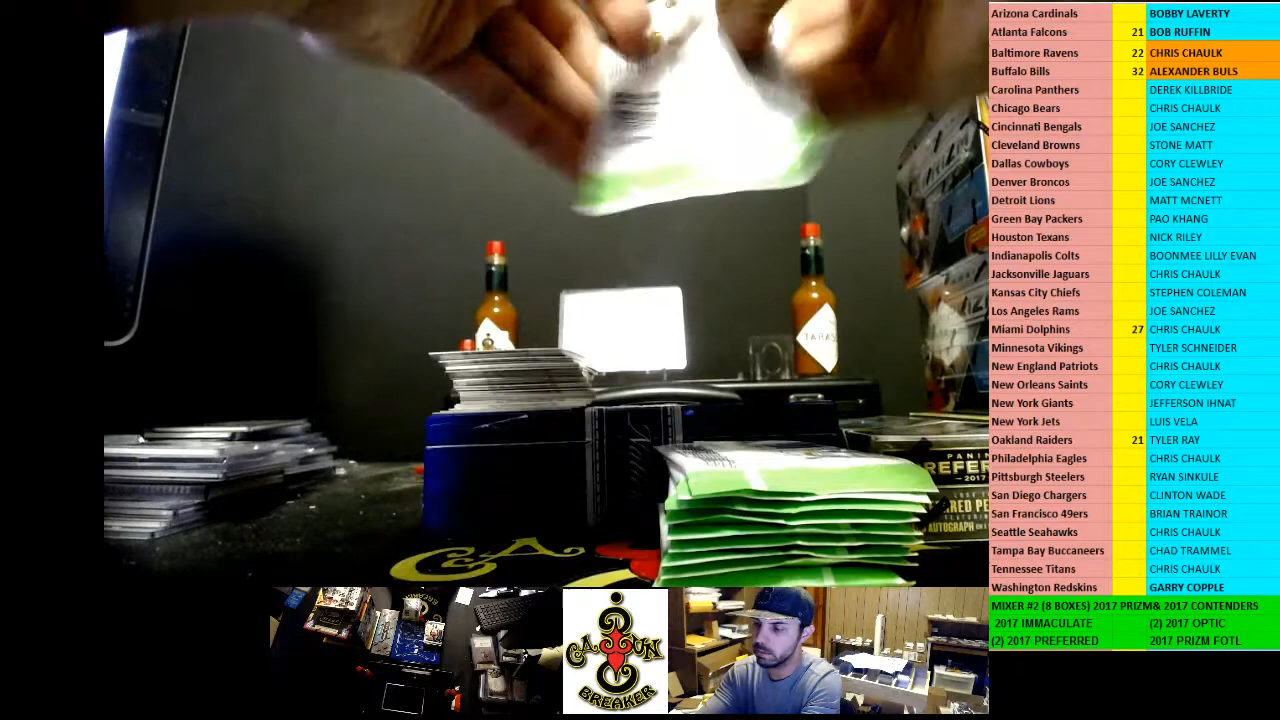 Arizona Cardinals BOBBY LAVERTY
Atlanta Falcons 21 BOB RUFFIN
Baltimore Ravens 22 CHRIS CHAULK
Buffalo Bills 32 ALEXANDER BULS
Carolina Panthers DEREK KILLBRIDE
Chicago Bears CHRIS CHAULK
Cincinnati Bengals JOE SANCHEZ
Cleveland Browns STONE MATT
Dallas Cowboys CORY CLEWLEY
Denver Broncos JOE SANCHEZ
Detroit Lions MATT MCNETT
Green Bay Packers PAO KHANG
Houston Texans NICK RILEY
Indianapolis Colts BOONMEE LILLY EVAN
Jacksonville Jaguars CHRIS CHAULK
Kansas City Chiefs STEPHEN COLEMAN
Los Angeles Rams JOE SANCHEZ
Miami Dolphins 27 CHRIS CHAULK
Minnesota Vikings TYLER SCHNEIDER
New England Patriots CHRIS CHAULK
New Orleans Saints CORY CLEWLEY
New York Giants JEFFERSON IHNAT
New York Jets LUIS VELA
Oakland Raiders 21 TYLER RAY
Philadelphia Eagles CHRIS CHAULK
Pittsburgh Steelers RYAN SINKULE
San Diego Chargers CLINTON WADE
San Francisco 49ers BRIAN TRAINOR
Seattle Seahawks CHRIS CHAULK
Tampa Bay Buccaneers CHAD TRAMMEL
Tennessee Titans CHRIS CHAULK
Washington Redskins GARRY COPPLE
MIXER #2 (8 BOXES) 2017 PRIZM& 2017 CONTENDERS
2017 IMMACULATE (2) 2017 OPTIC
(2) 2017 PREFERRED 2017 PRIZM FOTL
TABAS
PANINI
PREFER
2017
AUTOGRAPH
CAJUN
BREAKER